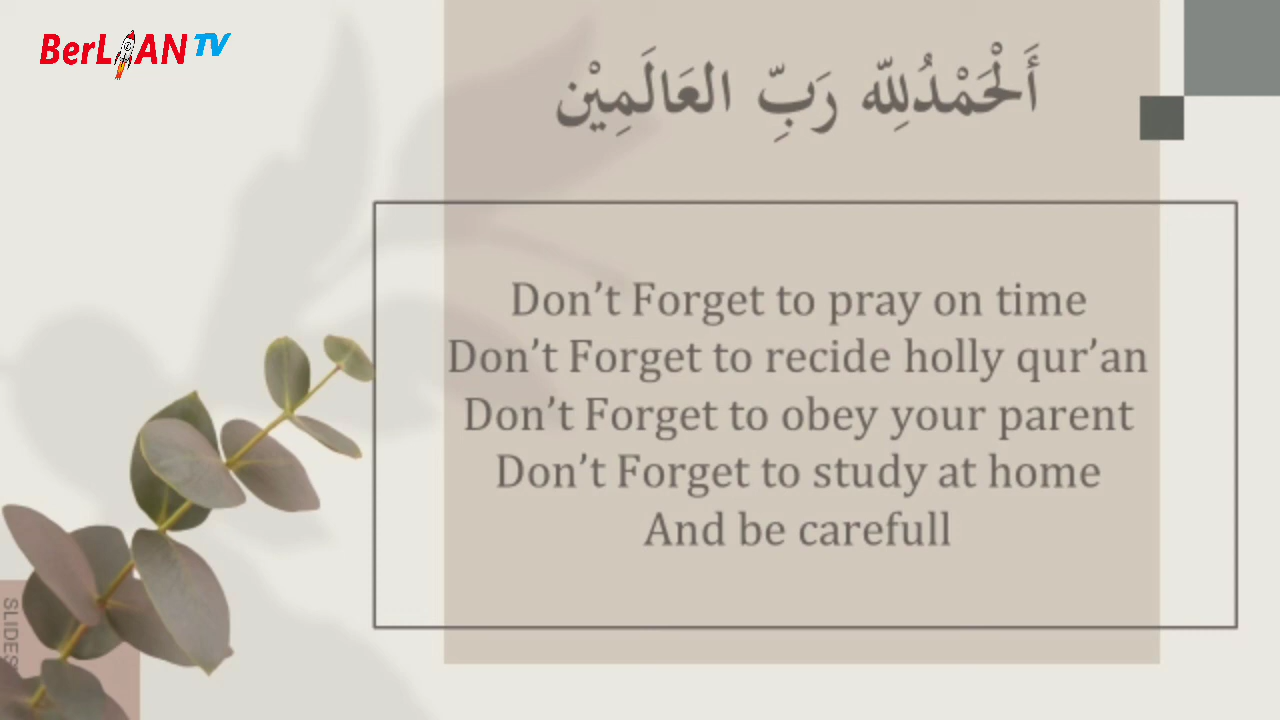 BerLIAN TV
أَلْحَمْدُلِلّٰه رَبِّ العَالَمِيْن
Don’t Forget to pray on time
Don’t Forget to recide holly qur’an
Don’t Forget to obey your parent
Don’t Forget to study at home
And be carefull
SLIDES